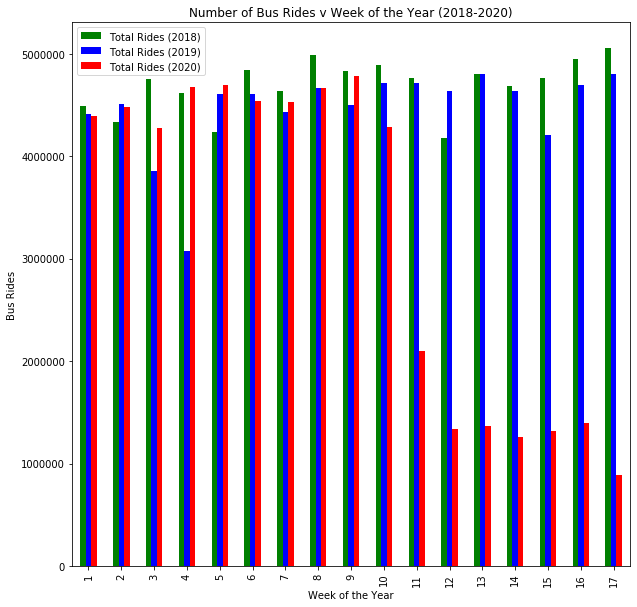 Number of Bus Rides v Week of the Year (2018-2020)
Total Rides (2018)
Total Rides (2019)
Total Rides (2020)
5000000
4000000
3000000
2000000
1000000
0
Bus Rides
1 2 3 4 5 6 7 8 9 10 11 12 13 14 15 16 17
Week of the Year